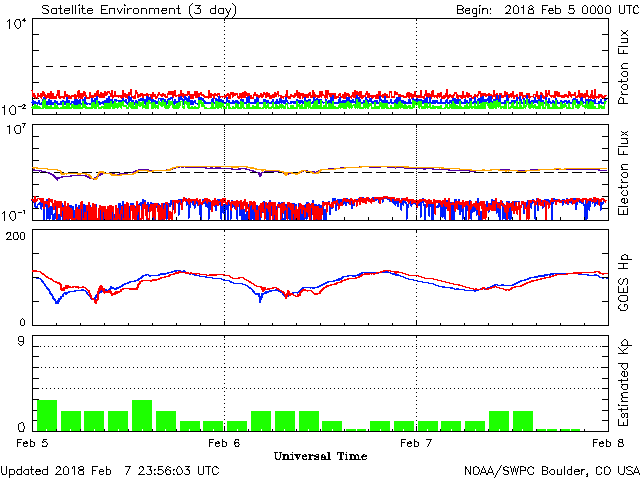 Satellite Environment (3 day) Begin: 2018 Feb 5 0000 UTC
10^4
Proton Flux
10^-2
10^7
Electron Flux
10^-1
200
GOES Hp
0
9
Estimated Kp
0
Feb 5 Feb 6 Feb 7 Feb 8
Universal Time
Updated 2018 Feb 7 23:56:03 UTC NOAA/SWPC Boulder, CO USA